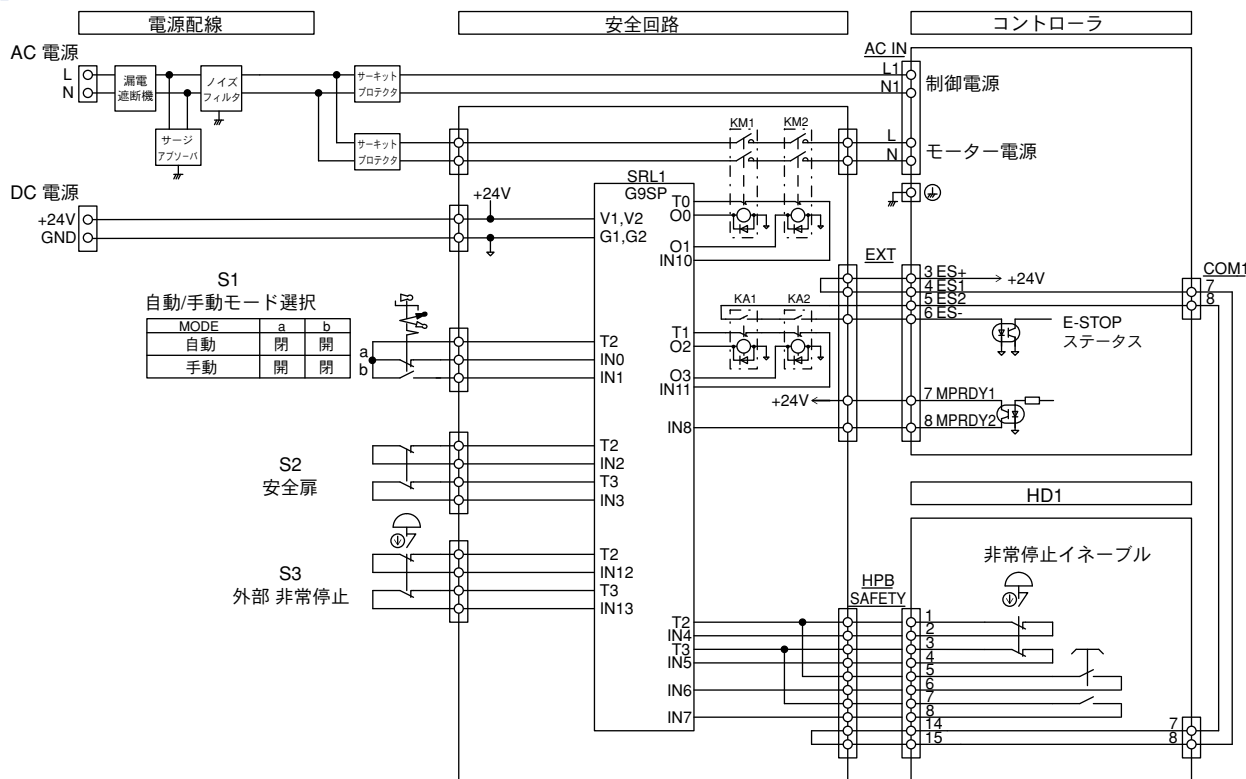 電源配線
安全回路
コントローラ
AC 電源
L
N
漏電
遮断機
ノイズ
フィルタ
サージ
アブソーバ
サーキット
プロテクタ
サーキット
プロテクタ
AC IN
L1
N1
制御電源
KM1
KM2
L
N
モーター電源
DC 電源
+24V
GND
+24V
SRL1
G9SP
V1,V2
G1,G2
T0
O0
O1
IN10
EXT
3 ES+
+24V
4 ES1
5 ES2
6 ES-
COM1
7
8
E-STOP
ステータス
S1
自動/手動モード選択
MODE a b
自動 閉 開
手動 開 閉
a
b
T2
IN0
IN1
KA1
KA2
T1
O2
O3
IN11
+24V
7 MPRDY1
IN8
8 MPRDY2
S2
安全扉
T2
IN2
T3
IN3
HD1
S3
外部 非常停止
T2
IN12
T3
IN13
非常停止イネーブル
HPB
SAFETY
T2
IN4
T3
IN5
IN6
IN7
1
2
3
4
5
6
7
8
14
15
7
8